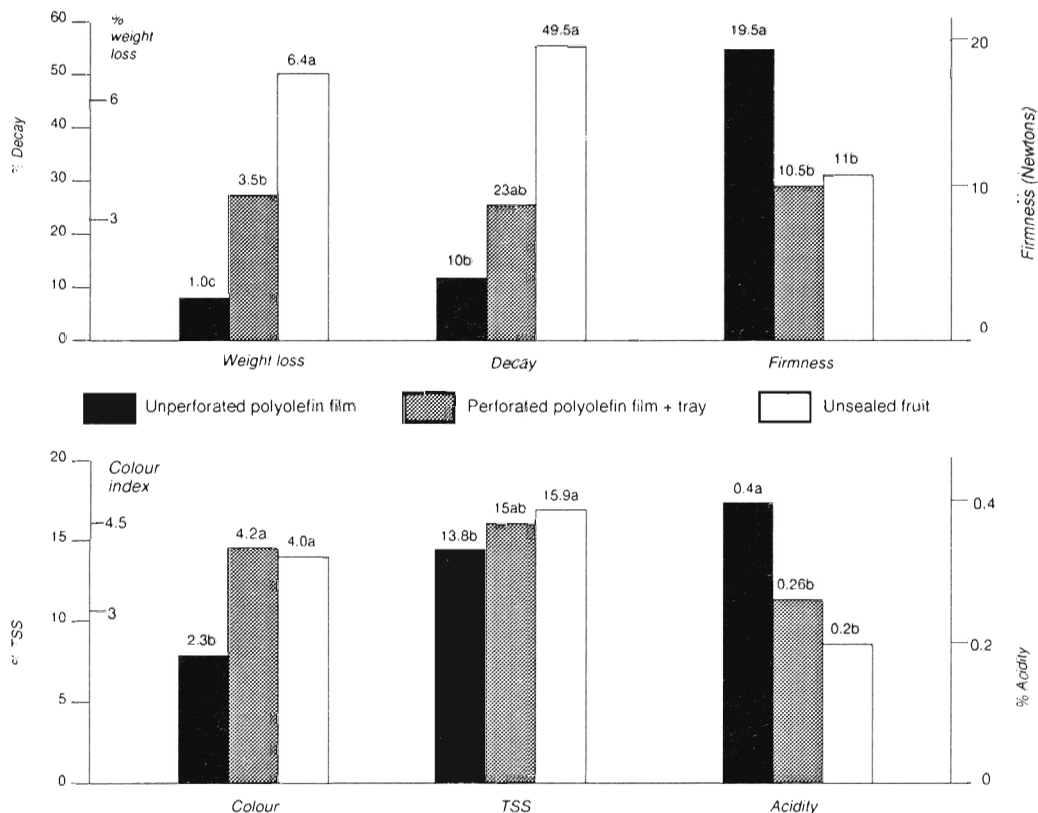 % weight loss
60
50
40
30
20
10
0
% Decay
6
3
1.0c
3.5b
6.4a
10b
23ab
49.5a
19.5a
10.5b
11b
20
10
0
Firmness (Newtons)
Weight loss
Decay
Firmness
Unperforated polyolefin film
Perforated polyolefin film + tray
Unsealed fruit
Colour index
20
15
10
5
0
% TSS
4.5
3
2.3b
4.2a
4.0a
13.8b
15ab
15.9a
0.4a
0.26b
0.2b
0.4
0.2
0
% Acidity
Colour
TSS
Acidity